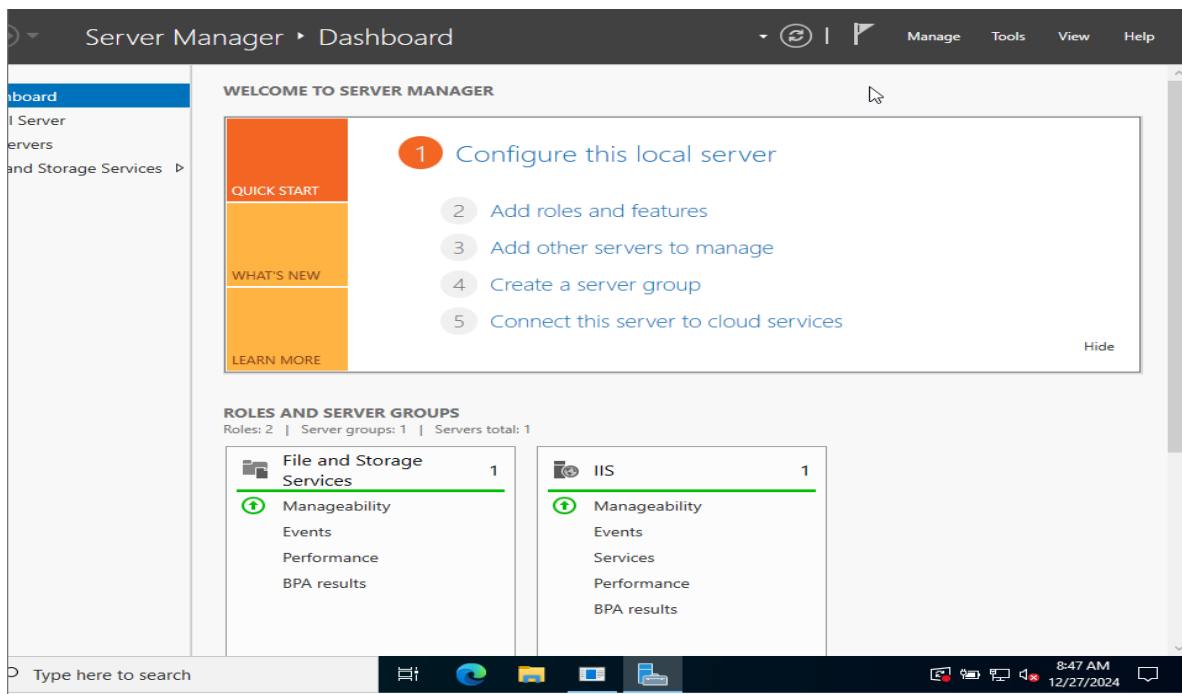 Server Manager ‣ Dashboard
Manage Tools View Help
hboard
l Server
ervers
and Storage Services
WELCOME TO SERVER MANAGER
QUICK START
WHAT'S NEW
LEARN MORE
1 Configure this local server
2 Add roles and features
3 Add other servers to manage
4 Create a server group
5 Connect this server to cloud services
Hide
ROLES AND SERVER GROUPS
Roles: 2 | Server groups: 1 | Servers total: 1
File and Storage
Services 1
Manageability
Events
Performance
BPA results
IIS 1
Manageability
Events
Services
Performance
BPA results
Type here to search
8:47 AM
12/27/2024